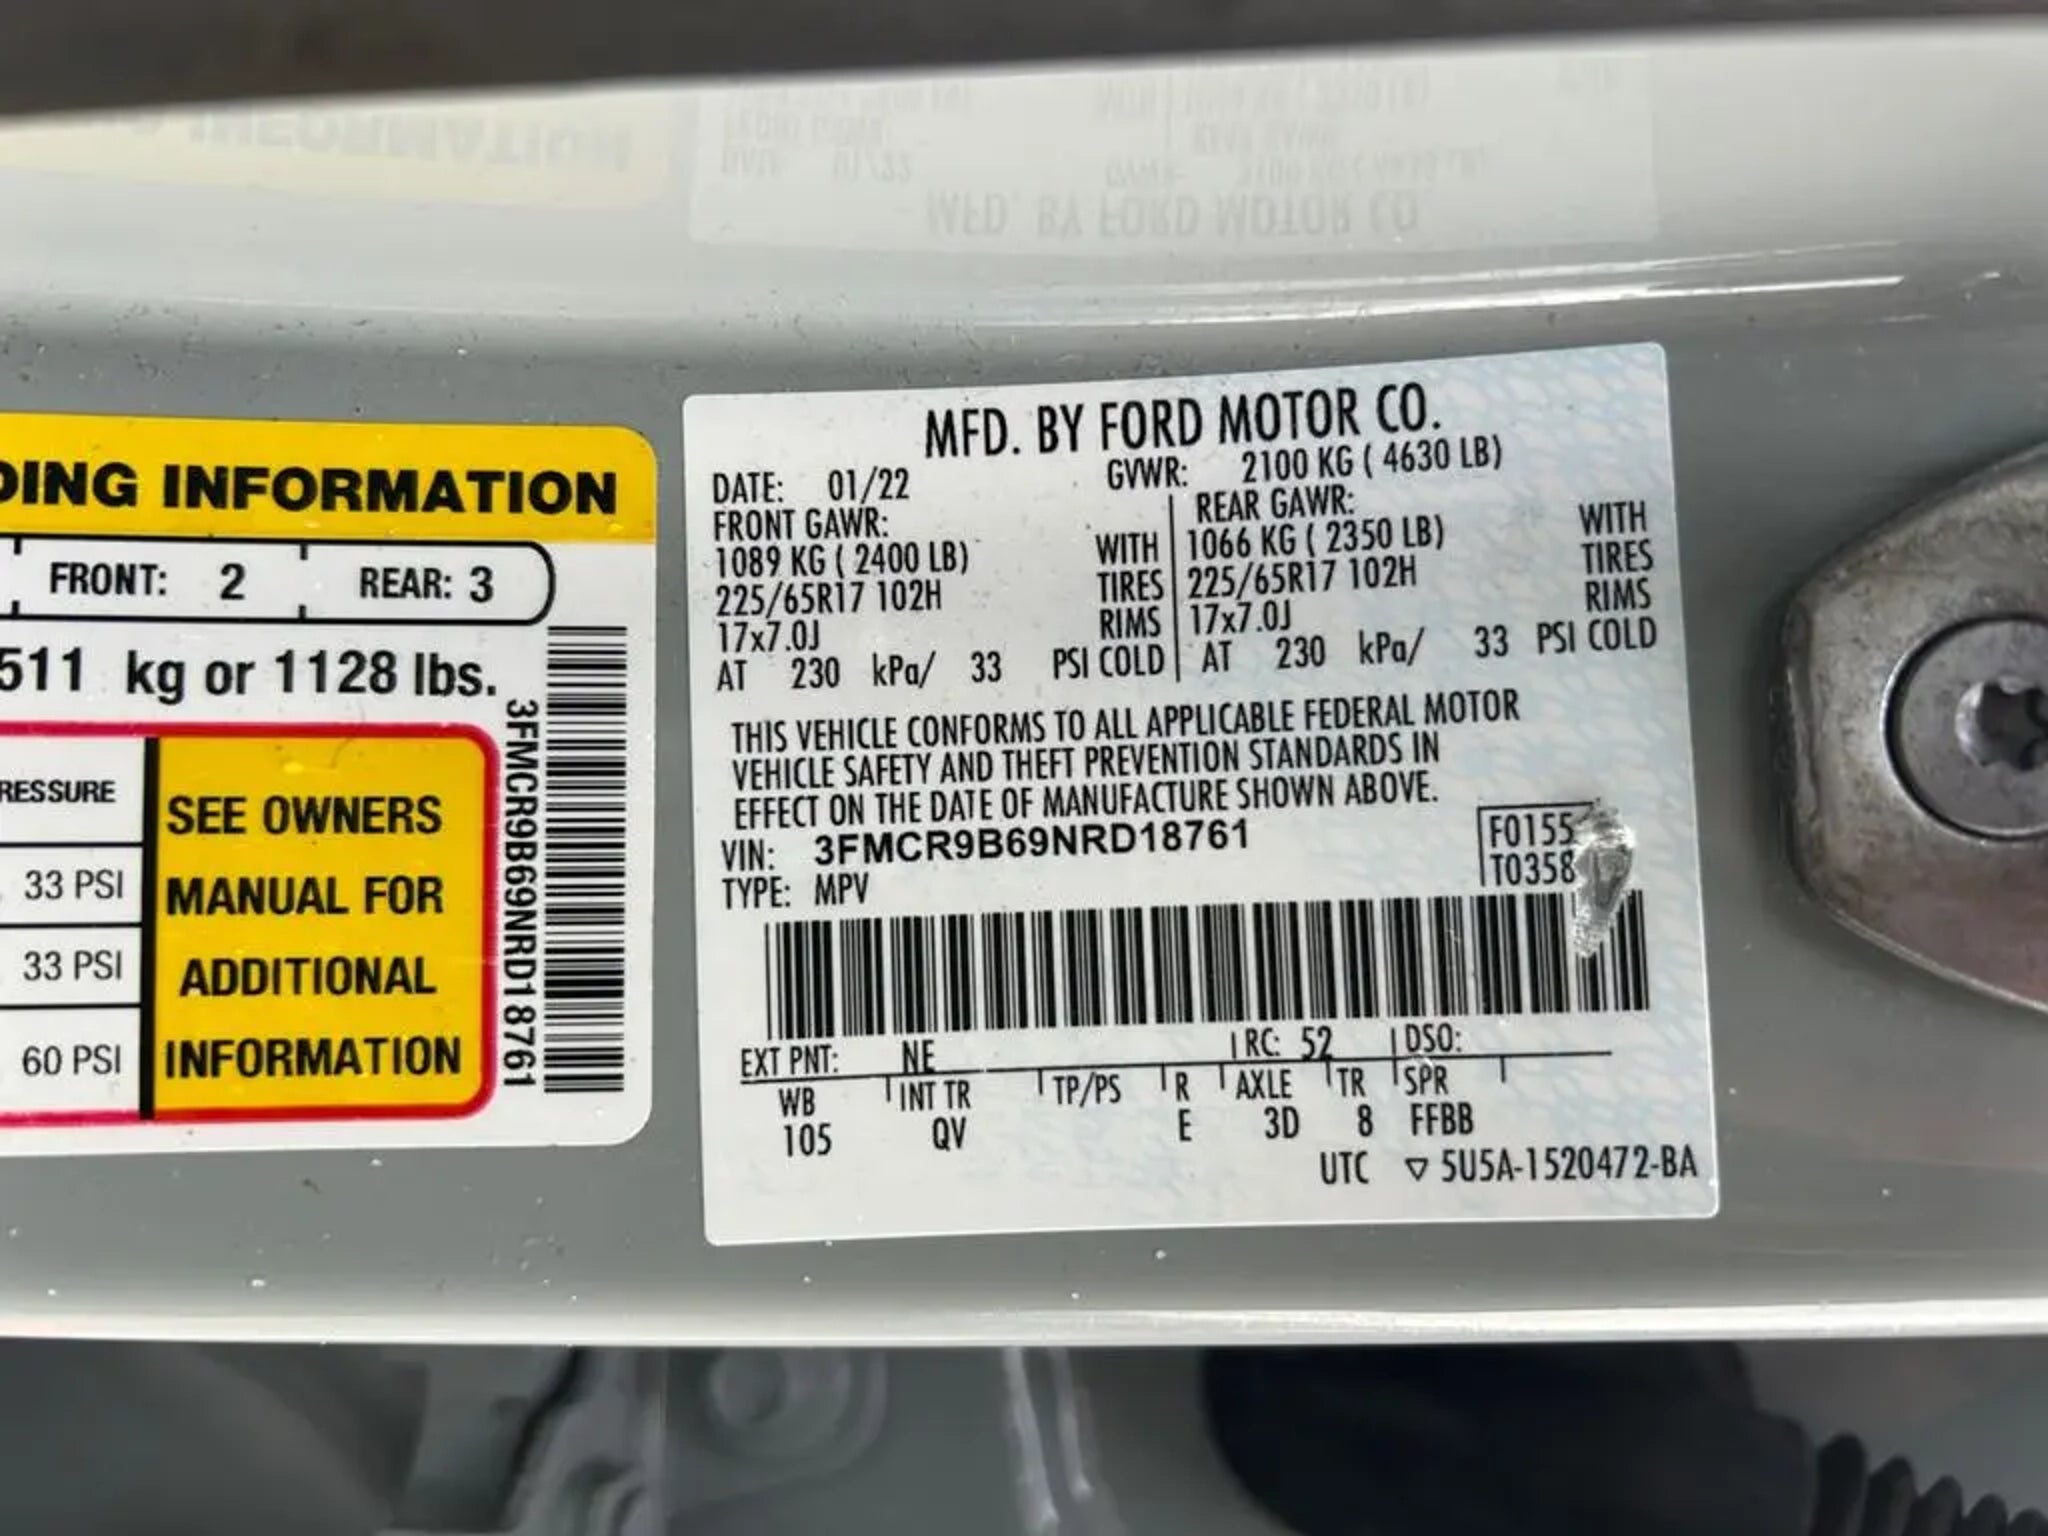 DING INFORMATION
FRONT: 2 REAR: 3
511 kg or 1128 lbs.
RESSURE
33 PSI
33 PSI
60 PSI
SEE OWNERS
MANUAL FOR
ADDITIONAL
INFORMATION
3FMCR9B69NRD18761
MFD. BY FORD MOTOR CO.
DATE: 01/22 GVWR: 2100 KG ( 4630 LB)
FRONT GAWR: REAR GAWR:
1089 KG ( 2400 LB) WITH 1066 KG ( 2350 LB) WITH
225/65R17 102H TIRES 225/65R17 102H TIRES
17x7.0J RIMS 17x7.0J RIMS
AT 230 kPa/ 33 PSI COLD AT 230 kPa/ 33 PSI COLD
THIS VEHICLE CONFORMS TO ALL APPLICABLE FEDERAL MOTOR
VEHICLE SAFETY AND THEFT PREVENTION STANDARDS IN
EFFECT ON THE DATE OF MANUFACTURE SHOWN ABOVE.
VIN: 3FMCR9B69NRD18761 F0155
TYPE: MPV T0358
EXT PNT: NE RC: 52 DSO:
WB INT TR TP/PS R AXLE TR SPR
105 QV E 3D 8 FFBB
UTC ▽ 5U5A-1520472-BA